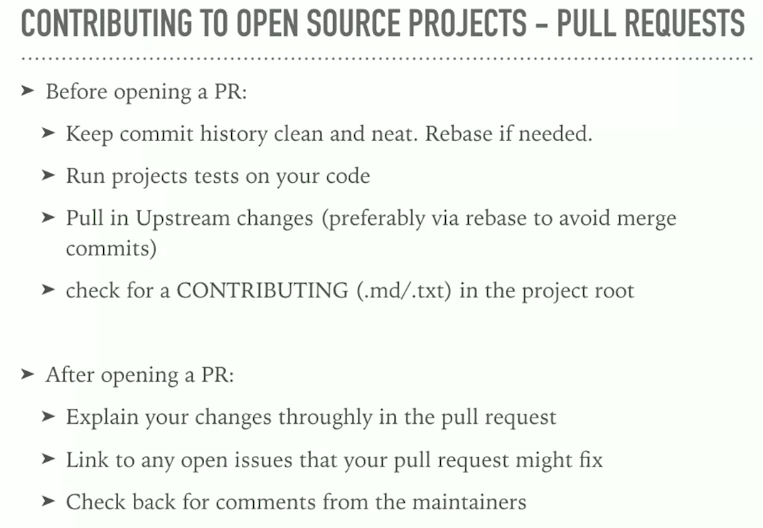 CONTRIBUTING TO OPEN SOURCE PROJECTS – PULL REQUESTS
➤ Before opening a PR:
➤ Keep commit history clean and neat. Rebase if needed.
➤ Run projects tests on your code
➤ Pull in Upstream changes (preferably via rebase to avoid merge
commits)
➤ check for a CONTRIBUTING (.md/.txt) in the project root
➤ After opening a PR:
➤ Explain your changes throughly in the pull request
➤ Link to any open issues that your pull request might fix
➤ Check back for comments from the maintainers